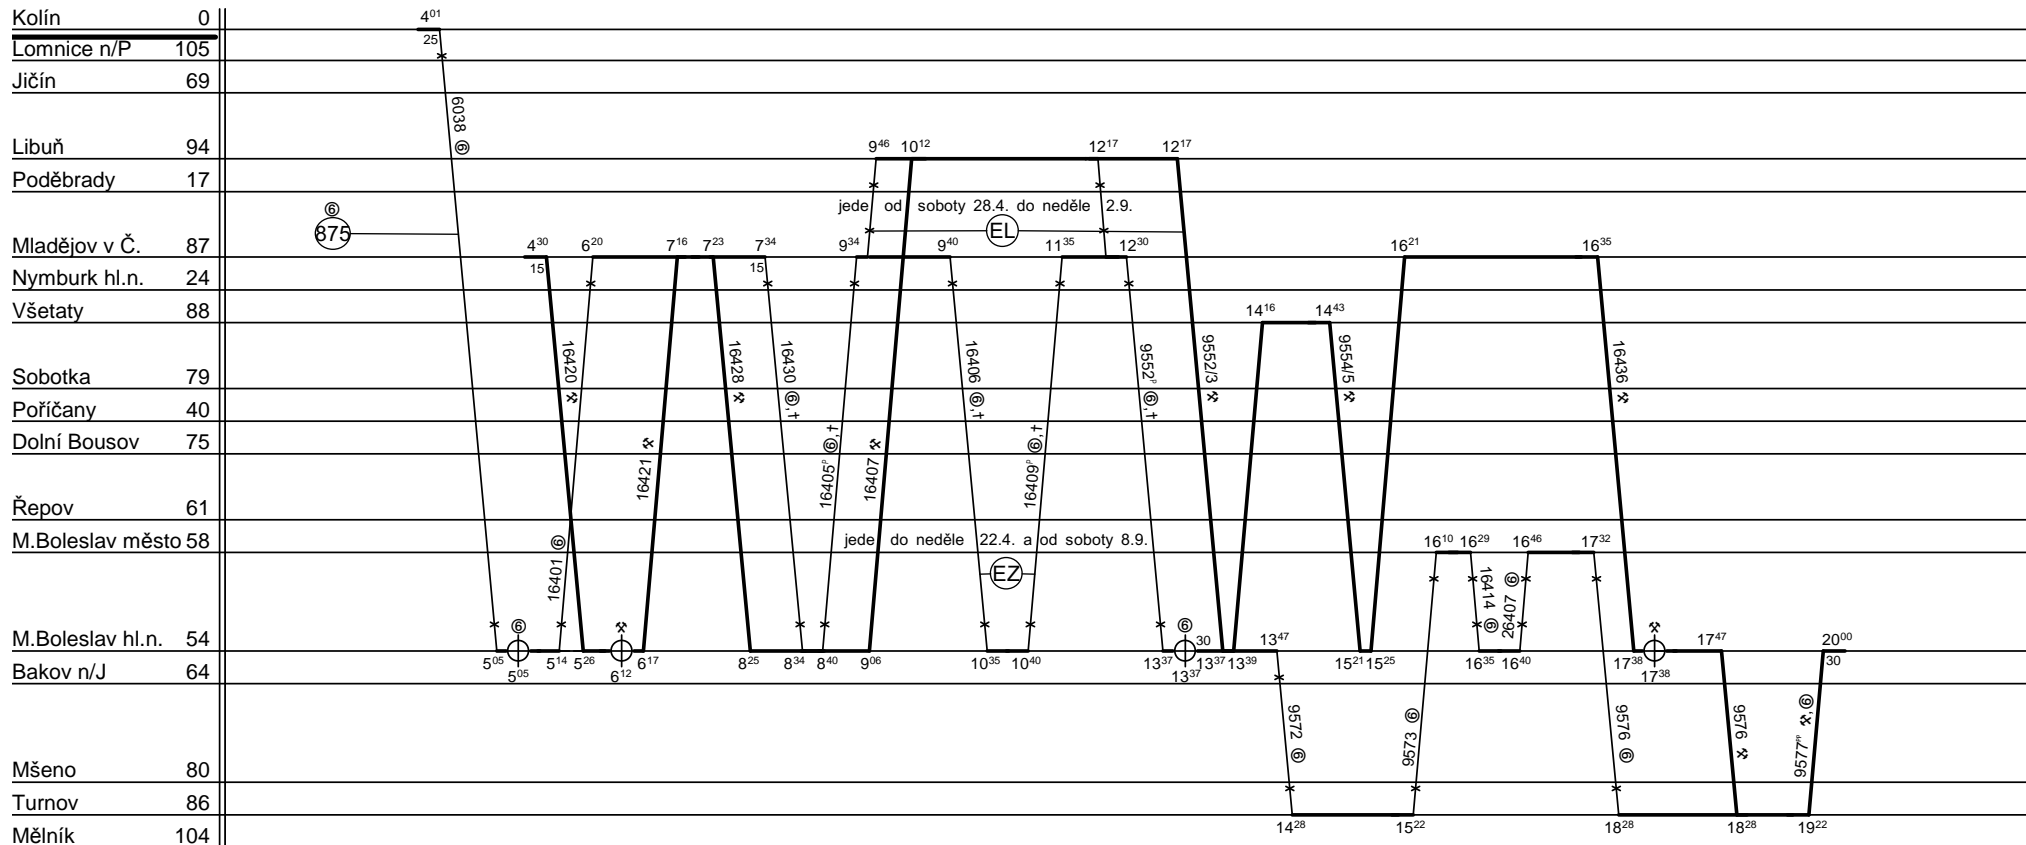 Kolín 0 4⁰¹
25
Lomnice n/P 105
Jičín 69
6038 ⑥
Libuň 94 9⁴⁶ 10¹² 12¹⁷ 12¹⁷
Poděbrady 17
⑥ jede od soboty 28.4. do neděle 2.9.
875 EL
Mladějov v Č. 87 4³⁰ 6²⁰ 7¹⁶ 7²³ 7³⁴ 9³⁴ 9⁴⁰ 11³⁵ 12³⁰ 16²¹ 16³⁵
15 15
Nymburk hl.n. 24
Všetaty 88 14¹⁶ 14⁴³
16420 ⚒ 16428 ⚒ 16430 ⑥,† 16406 ⑥,† 9552ᵖ ⑥,† 9552/3 ⚒ 9554/5 ⚒ 16436 ⚒
Sobotka 79
Poříčany 40
Dolní Bousov 75
16421 ⚒ 16405ᵖ ⑥,† 16407 ⚒ 16409ᵖ ⑥,†
Řepov 61
M.Boleslav město 58 jede do neděle 22.4. a od soboty 8.9. 16¹⁰ 16²⁹ 16⁴⁶ 17³²
16401 ⑥ EZ 16414 ⑥ 26407 ⑥
M.Boleslav hl.n. 54 ⑥ ⚒ ⑥ 30 13⁴⁷ ⚒ 17⁴⁷ 20⁰⁰
5⁰⁵ 5¹⁴ 5²⁶ 6¹⁷ 8²⁵ 8³⁴ 8⁴⁰ 9⁰⁶ 10³⁵ 10⁴⁰ 13³⁷ 13³⁷ 13³⁹ 15²¹ 15²⁵ 16³⁵ 16⁴⁰ 17³⁸ 30
Bakov n/J 64 5⁰⁵ 6¹² 13³⁷ 17³⁸
9572 ⑥ 9573 ⑥ 9576 ⑥ 9576 ⚒ 9577ᵖᵖ ⚒,⑥
Mšeno 80
Turnov 86
Mělník 104 14²⁸ 15²² 18²⁸ 18²⁸ 19²²